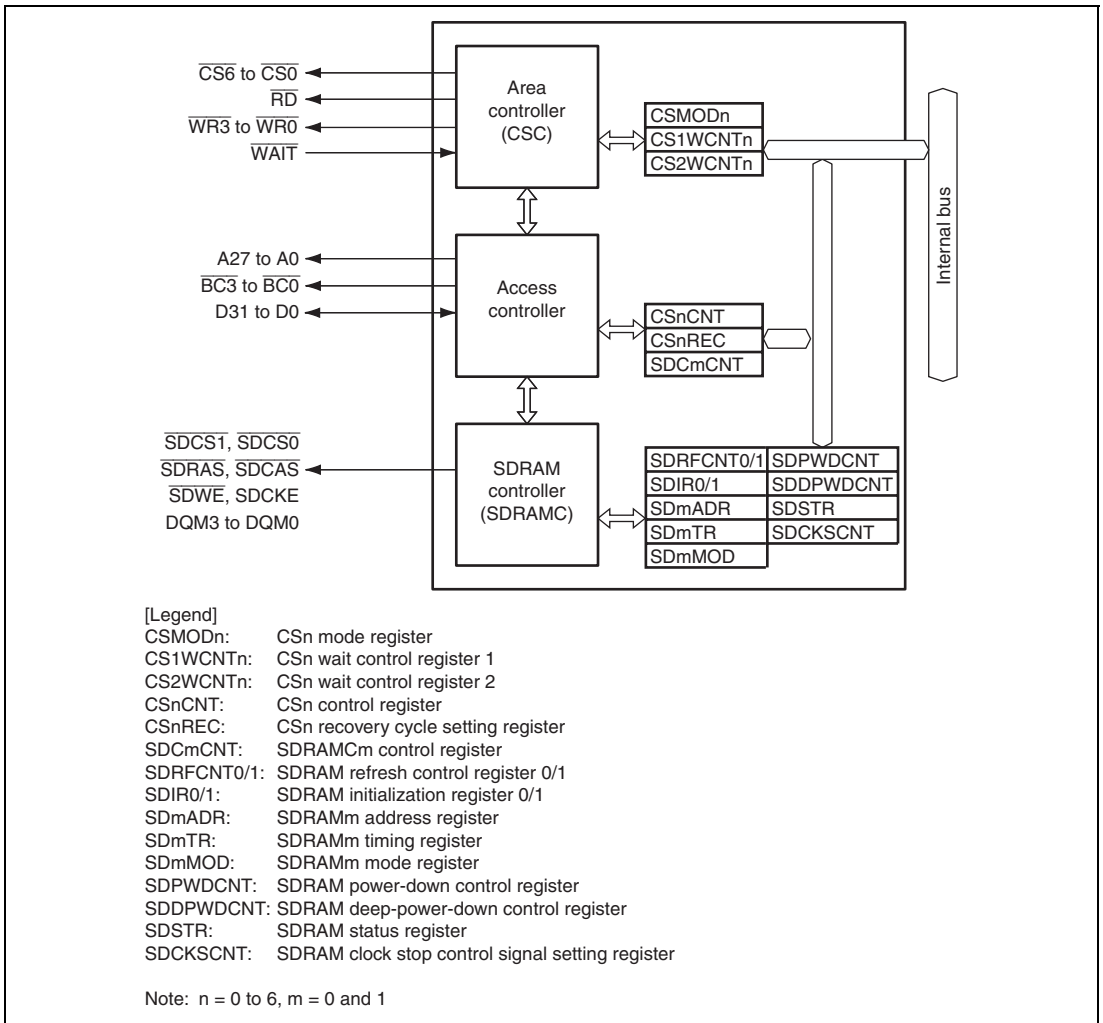 CS6 to CS0
RD
WR3 to WR0
WAIT
Area
controller
(CSC)
CSMODn
CS1WCNTn
CS2WCNTn
Internal bus
A27 to A0
BC3 to BC0
D31 to D0
Access
controller
CSnCNT
CSnREC
SDCmCNT
SDCS1, SDCS0
SDRAS, SDCAS
SDWE, SDCKE
DQM3 to DQM0
SDRAM
controller
(SDRAMC)
SDRFCNT0/1 SDPWDCNT
SDIR0/1 SDDPWDCNT
SDmADR SDSTR
SDmTR SDCKSCNT
SDmMOD
[Legend]
CSMODn: CSn mode register
CS1WCNTn: CSn wait control register 1
CS2WCNTn: CSn wait control register 2
CSnCNT: CSn control register
CSnREC: CSn recovery cycle setting register
SDCmCNT: SDRAMCm control register
SDRFCNT0/1: SDRAM refresh control register 0/1
SDIR0/1: SDRAM initialization register 0/1
SDmADR: SDRAMm address register
SDmTR: SDRAMm timing register
SDmMOD: SDRAMm mode register
SDPWDCNT: SDRAM power-down control register
SDDPWDCNT: SDRAM deep-power-down control register
SDSTR: SDRAM status register
SDCKSCNT: SDRAM clock stop control signal setting register
Note: n = 0 to 6, m = 0 and 1